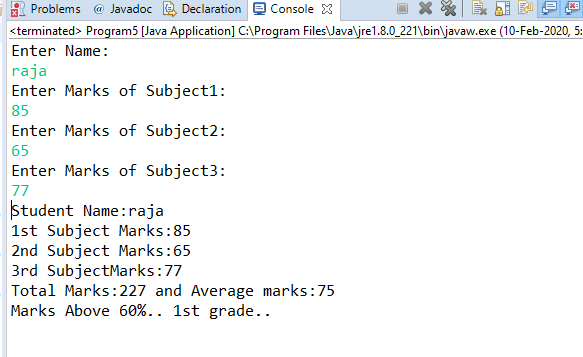 Problems @ Javadoc Declaration Console
<terminated> Program5 [Java Application] C:\Program Files\Java\jre1.8.0_221\bin\javaw.exe (10-Feb-2020, 5:
Enter Name:
raja
Enter Marks of Subject1:
85
Enter Marks of Subject2:
65
Enter Marks of Subject3:
77
Student Name:raja
1st Subject Marks:85
2nd Subject Marks:65
3rd SubjectMarks:77
Total Marks:227 and Average marks:75
Marks Above 60%.. 1st grade..